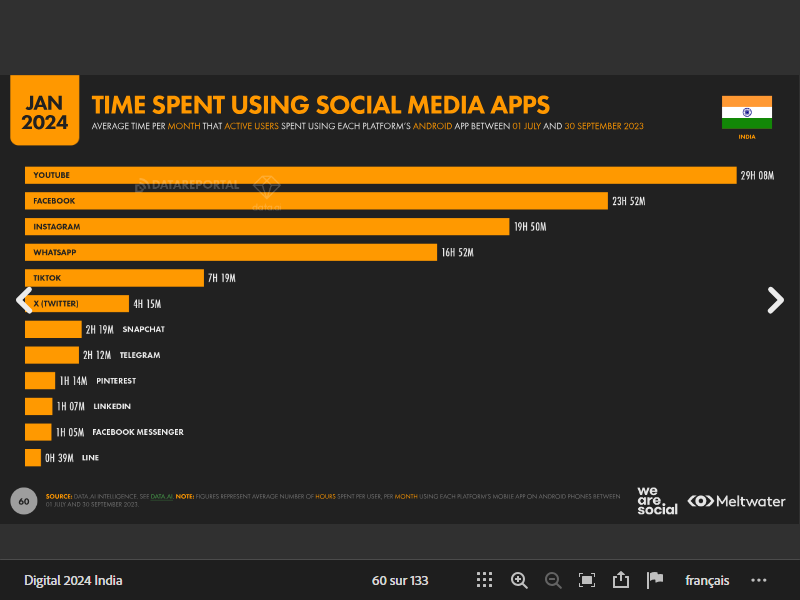 JAN
2024
TIME SPENT USING SOCIAL MEDIA APPS
AVERAGE TIME PER MONTH THAT ACTIVE USERS SPENT USING EACH PLATFORM'S ANDROID APP BETWEEN 01 JULY AND 30 SEPTEMBER 2023
INDIA
YOUTUBE 29H 08M
DATAREPORTAL
data.ai
FACEBOOK 23H 52M
INSTAGRAM 19H 50M
WHATSAPP 16H 52M
TIKTOK 7H 19M
X (TWITTER) 4H 15M
2H 19M SNAPCHAT
2H 12M TELEGRAM
1H 14M PINTEREST
1H 07M LINKEDIN
1H 05M FACEBOOK MESSENGER
0H 39M LINE
60
SOURCE: DATA.AI INTELLIGENCE. SEE DATA.AI. NOTE: FIGURES REPRESENT AVERAGE NUMBER OF HOURS SPENT PER USER, PER MONTH USING EACH PLATFORM'S MOBILE APP ON ANDROID PHONES BETWEEN
01 JULY AND 30 SEPTEMBER 2023.
we
are
social
Meltwater
Digital 2024 India
60 sur 133
français